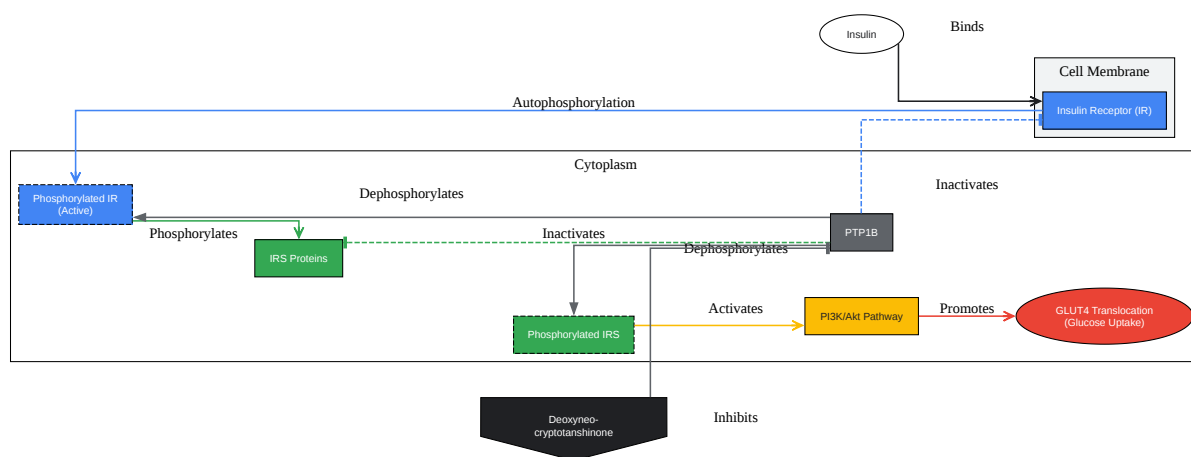 Binds
Insulin
Cell Membrane
Autophosphorylation
Insulin Receptor (IR)
Cytoplasm
Inactivates
Dephosphorylates
Phosphorylated IR
(Active)
Phosphorylates
Inactivates
PTP1B
Dephosphorylates
IRS Proteins
Activates
Promotes
GLUT4 Translocation
(Glucose Uptake)
PI3K/Akt Pathway
Phosphorylated IRS
Deoxyneo-
cryptotanshinone
Inhibits